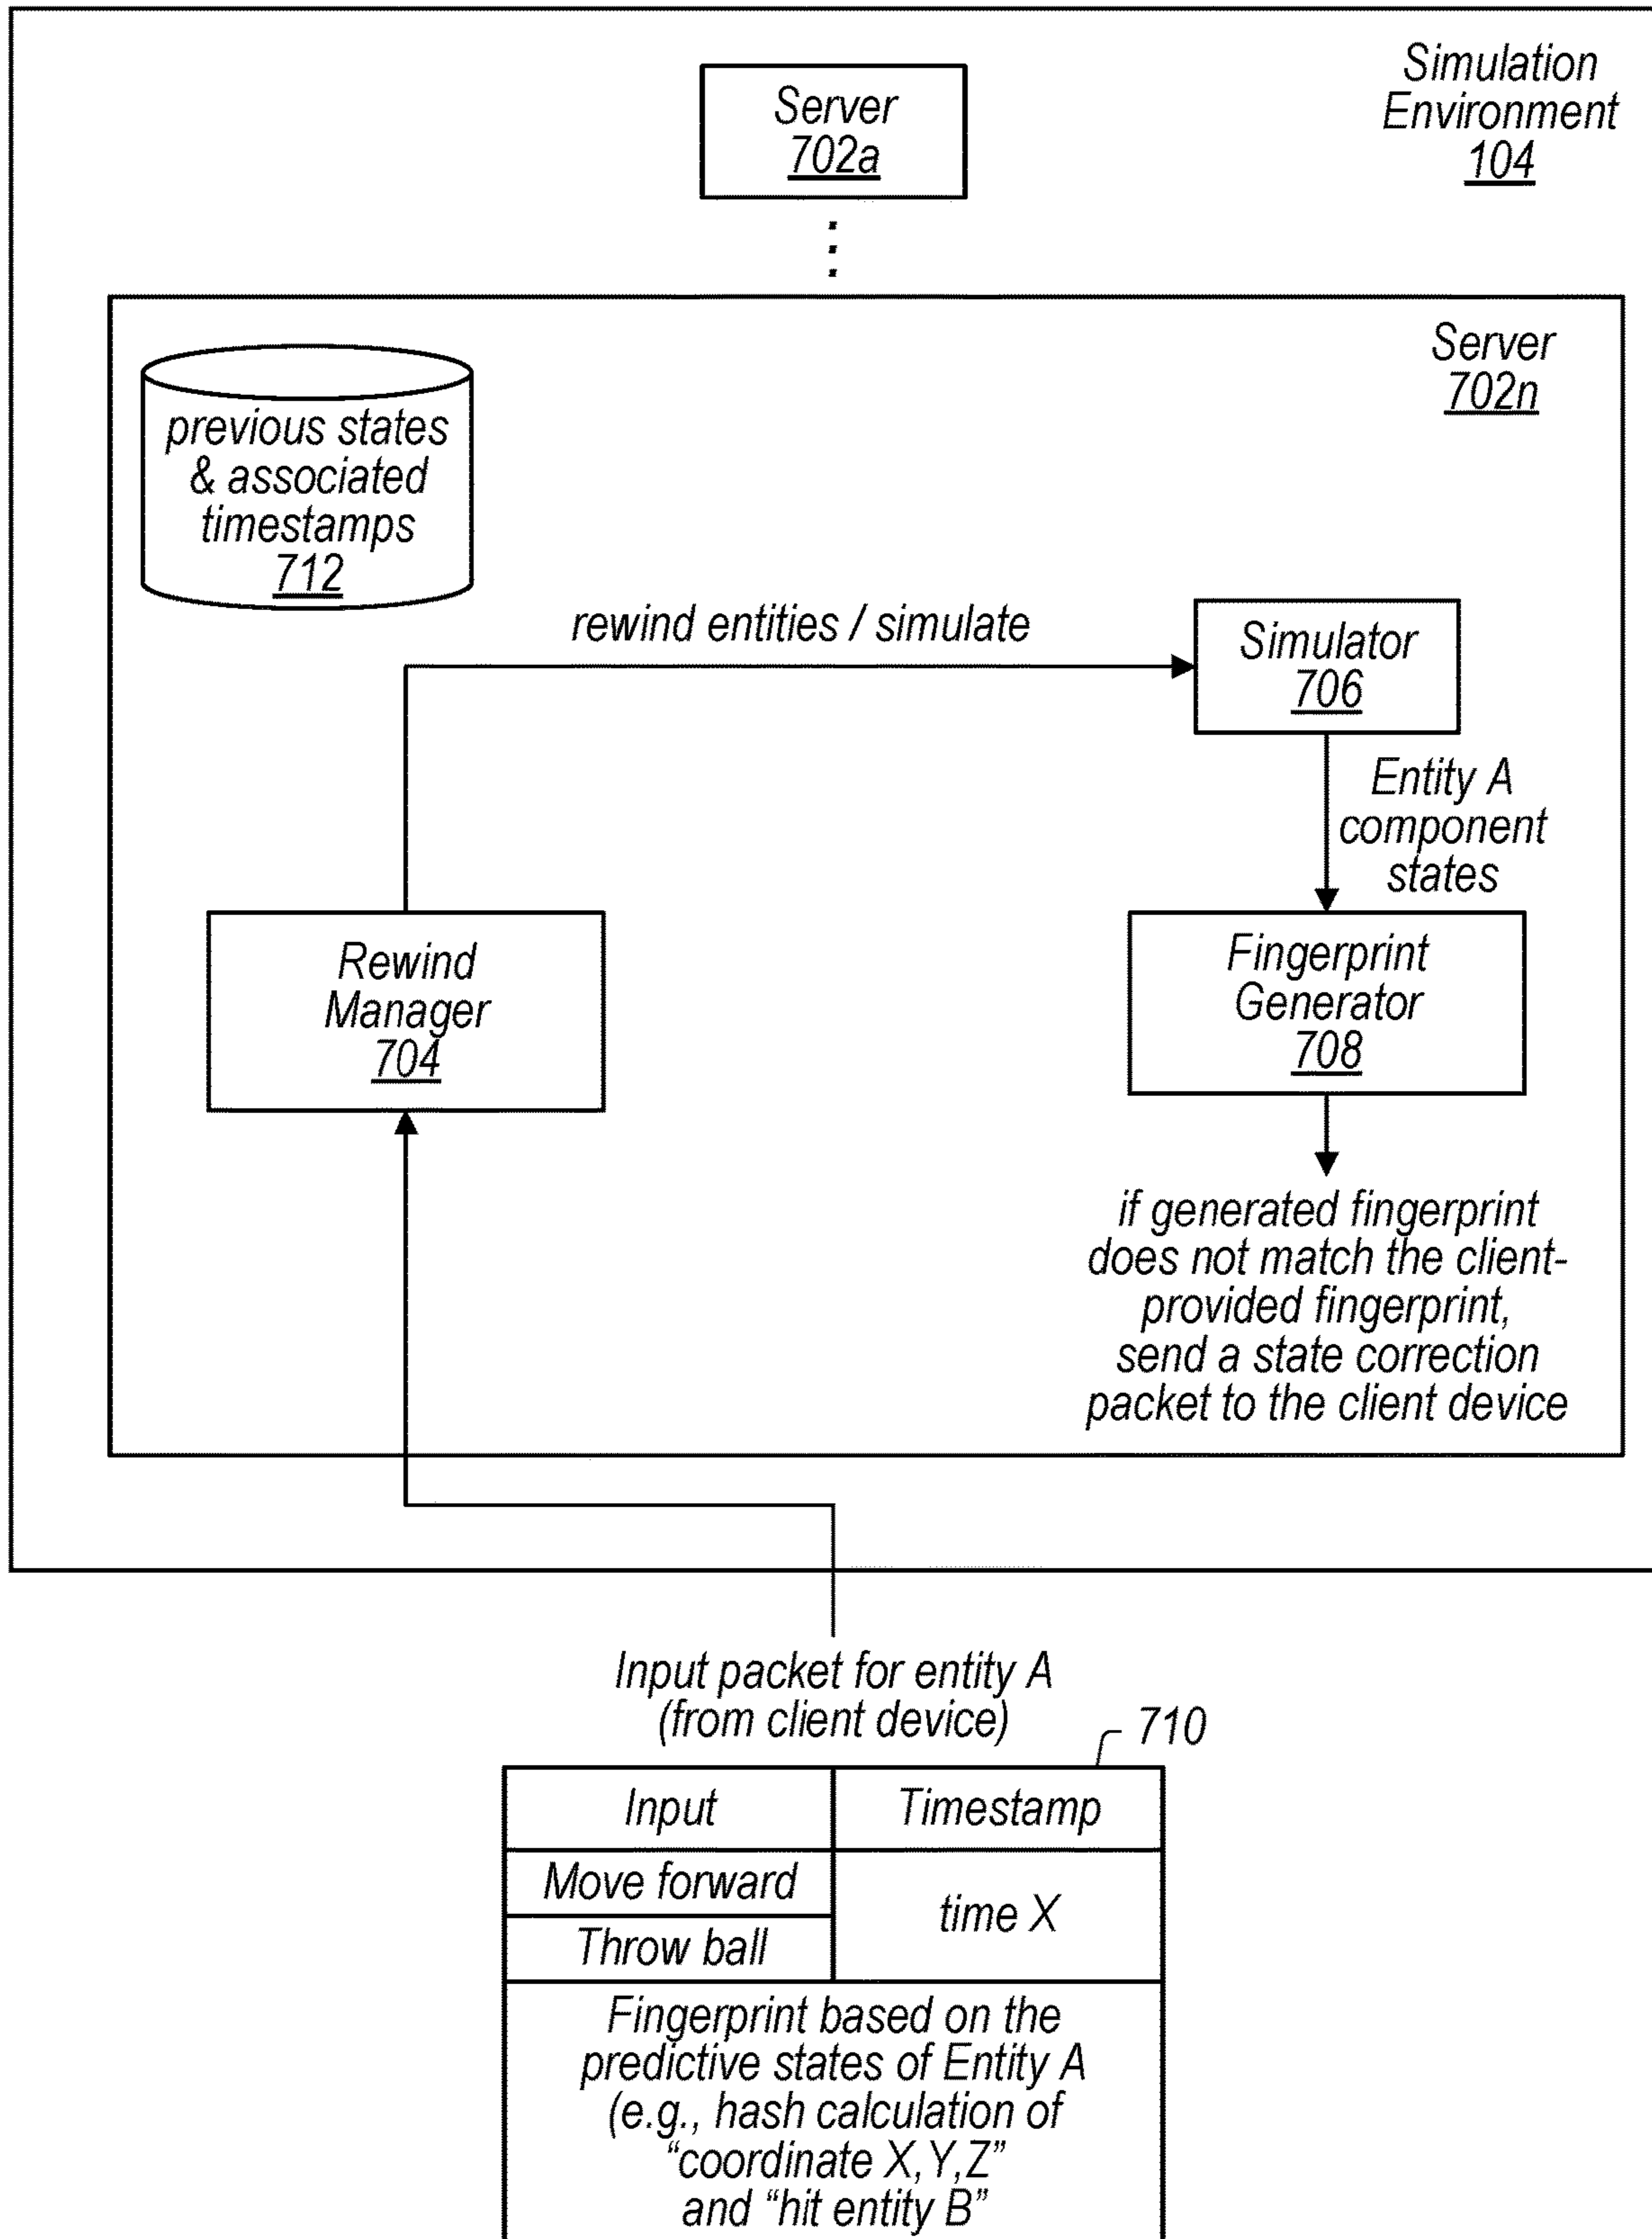 Simulation
Environment
104
Server
702a
Server
702n
previous states
& associated
timestamps
712
rewind entities / simulate
Simulator
706
Entity A
component
states
Rewind
Manager
704
Fingerprint
Generator
708
if generated fingerprint
does not match the client-
provided fingerprint,
send a state correction
packet to the client device
Input packet for entity A
(from client device)
710
Input
Timestamp
Move forward
time X
Throw ball
Fingerprint based on the
predictive states of Entity A
(e.g., hash calculation of
“coordinate X,Y,Z”
and “hit entity B”